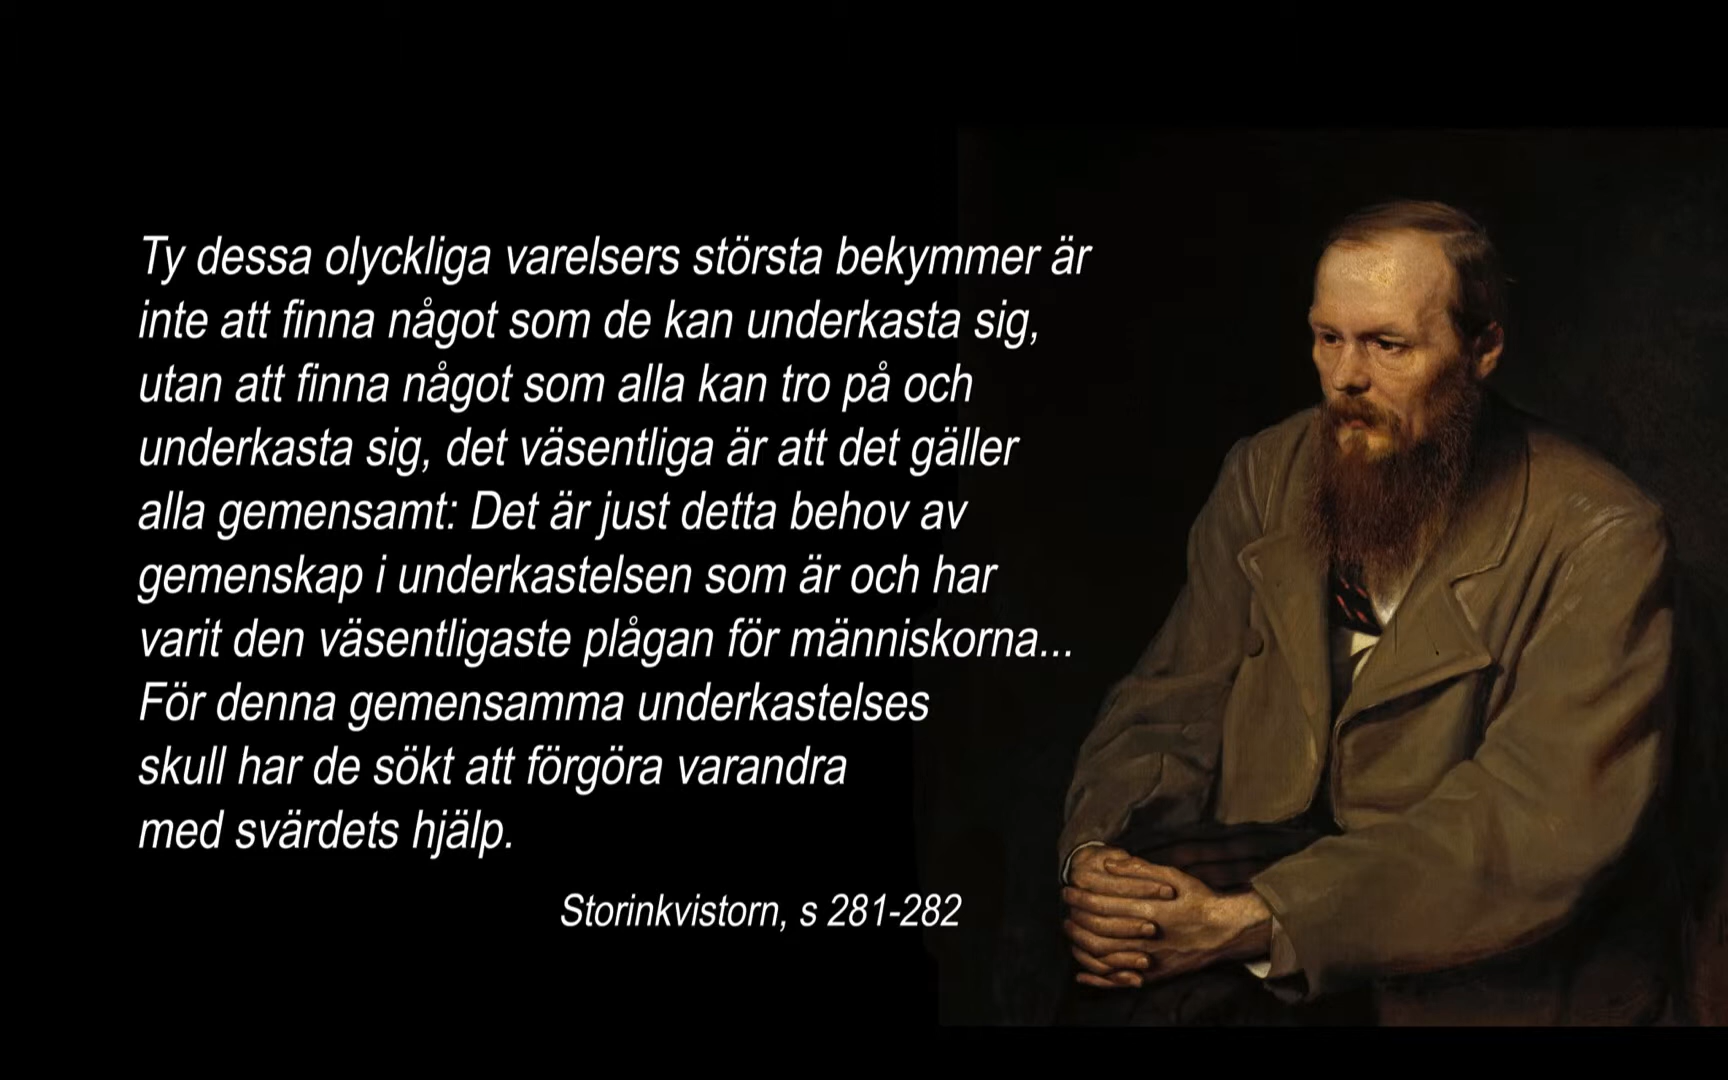 Ty dessa olyckliga varelsers största bekymmer är
inte att finna något som de kan underkasta sig,
utan att finna något som alla kan tro på och
underkasta sig, det väsentliga är att det gäller
alla gemensamt: Det är just detta behov av
gemenskap i underkastelsen som är och har
varit den väsentligaste plågan för människorna...
För denna gemensamma underkastelses
skull har de sökt att förgöra varandra
med svärdets hjälp.
Storinkvistorn, s 281-282